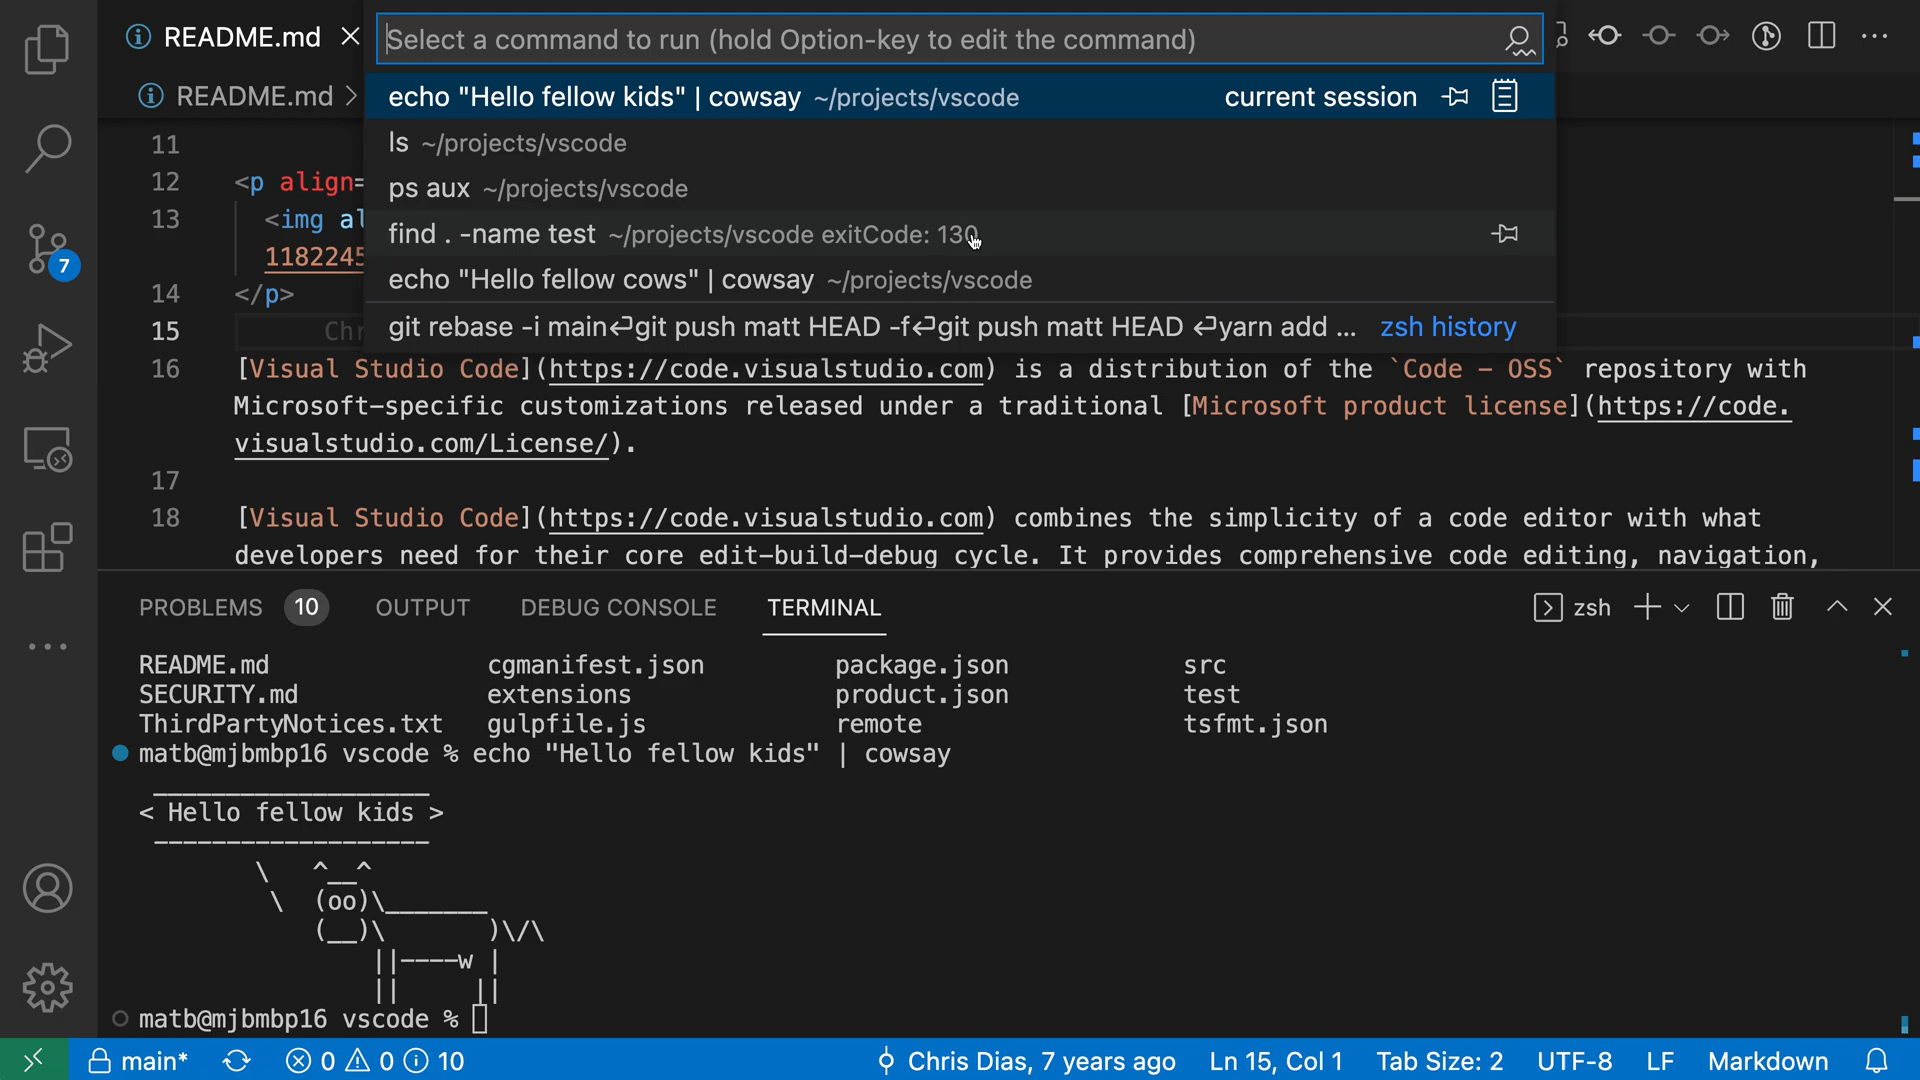 README.md
Select a command to run (hold Option-key to edit the command)
README.md >
echo "Hello fellow kids" | cowsay ~/projects/vscode current session
ls ~/projects/vscode
ps aux ~/projects/vscode
find . -name test ~/projects/vscode exitCode: 130
echo "Hello fellow cows" | cowsay ~/projects/vscode
git rebase -i main↩git push matt HEAD -f↩git push matt HEAD ↩yarn add ... zsh history
11
12 <p align=
13 <img al
1182245
14 </p>
15 Chr
16 [Visual Studio Code](https://code.visualstudio.com) is a distribution of the `Code - OSS` repository with
Microsoft-specific customizations released under a traditional [Microsoft product license](https://code.
visualstudio.com/License/).
17
18 [Visual Studio Code](https://code.visualstudio.com) combines the simplicity of a code editor with what
developers need for their core edit-build-debug cycle. It provides comprehensive code editing, navigation,
7
PROBLEMS 10 OUTPUT DEBUG CONSOLE TERMINAL zsh
README.md cgmanifest.json package.json src
SECURITY.md extensions product.json test
ThirdPartyNotices.txt gulpfile.js remote tsfmt.json
matb@mjbmbp16 vscode % echo "Hello fellow kids" | cowsay
___________________
< Hello fellow kids >
-------------------
\ ^__^
\ (oo)\_______
(__)\ )\/\
||----w |
|| ||
matb@mjbmbp16 vscode %
main* 0 0 10 Chris Dias, 7 years ago Ln 15, Col 1 Tab Size: 2 UTF-8 LF Markdown